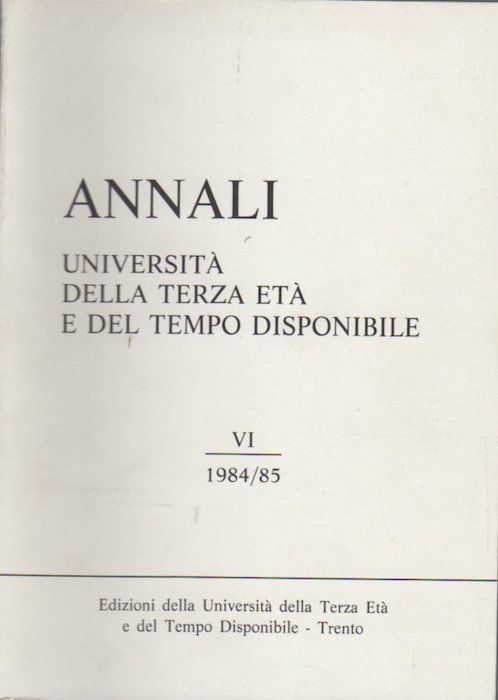 ANNALI
UNIVERSITÀ
DELLA TERZA ETÀ
E DEL TEMPO DISPONIBILE
VI
1984/85
Edizioni della Università della Terza Età
e del Tempo Disponibile - Trento